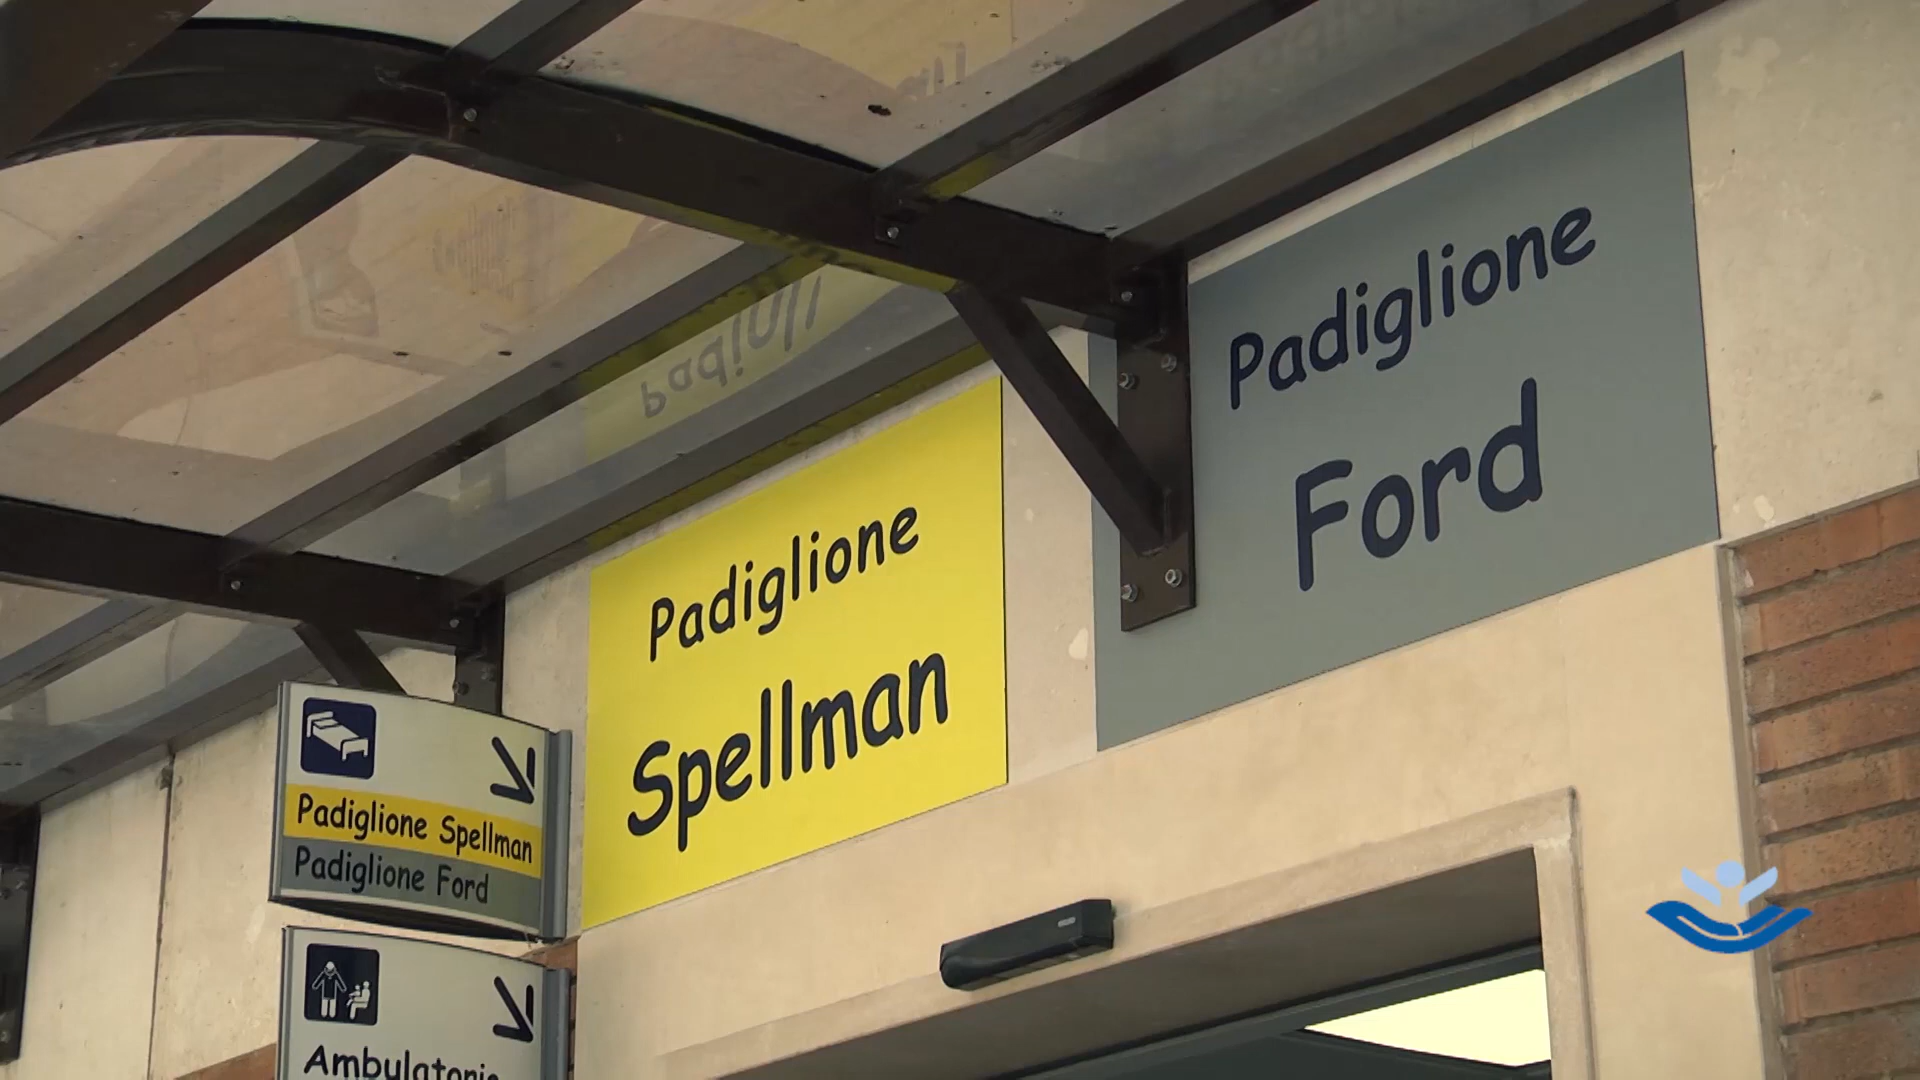 Padiglione
Ford
Padiglione
Spellman
Padiglione Spellman
Padiglione Ford